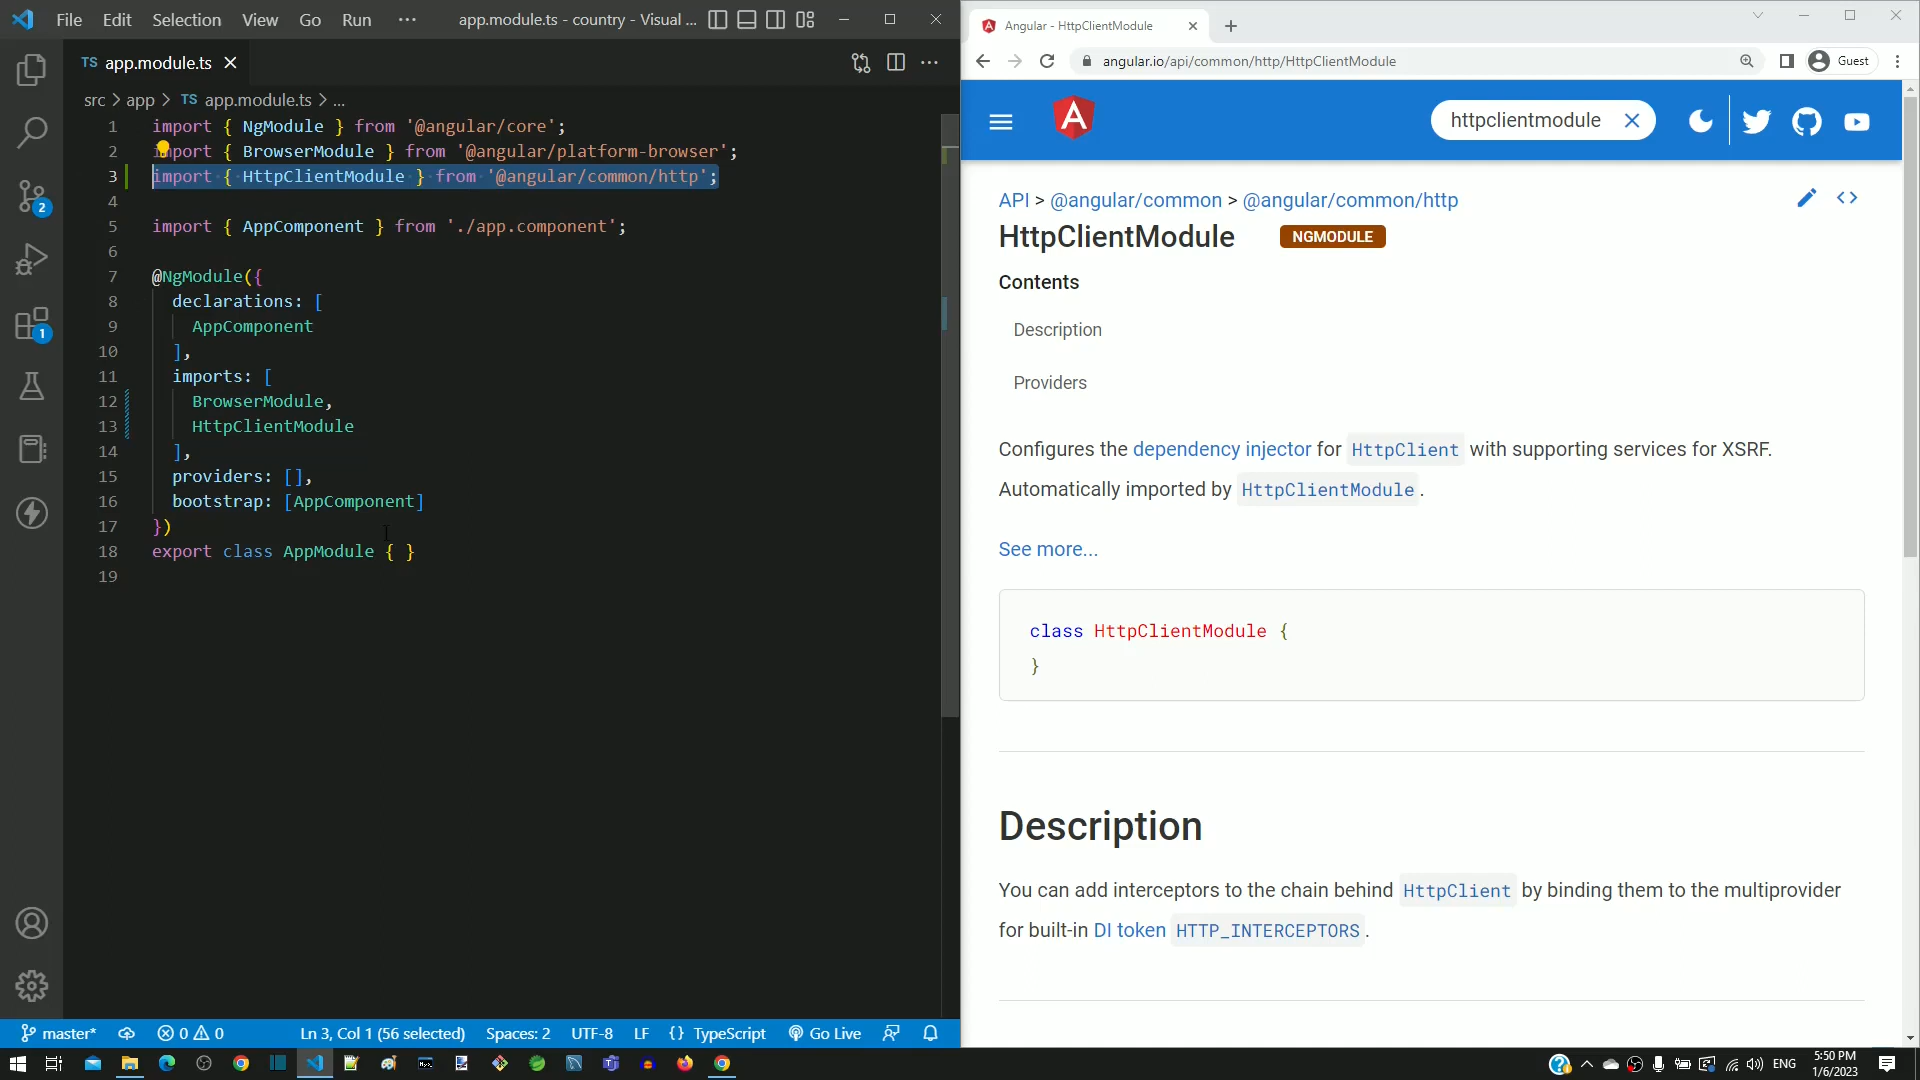 File Edit Selection View Go Run ··· app.module.ts - country - Visual ...
TS app.module.ts
src > app > TS app.module.ts > ...
1 import { NgModule } from '@angular/core';
2 import { BrowserModule } from '@angular/platform-browser';
3 import { HttpClientModule } from '@angular/common/http';
4
5 import { AppComponent } from './app.component';
6
7 @NgModule({
8 declarations: [
9 AppComponent
10 ],
11 imports: [
12 BrowserModule,
13 HttpClientModule
14 ],
15 providers: [],
16 bootstrap: [AppComponent]
17 })
18 export class AppModule { }
19
2
1
master* 0 0 Ln 3, Col 1 (56 selected) Spaces: 2 UTF-8 LF {} TypeScript Go Live
Angular - HttpClientModule
angular.io/api/common/http/HttpClientModule
Guest
A
httpclientmodule
API > @angular/common > @angular/common/http
HttpClientModule NGMODULE
Contents
Description
Providers
Configures the dependency injector for HttpClient with supporting services for XSRF.
Automatically imported by HttpClientModule.
See more...
class HttpClientModule {
}
Description
You can add interceptors to the chain behind HttpClient by binding them to the multiprovider
for built-in DI token HTTP_INTERCEPTORS.
ENG
5:50 PM
1/6/2023